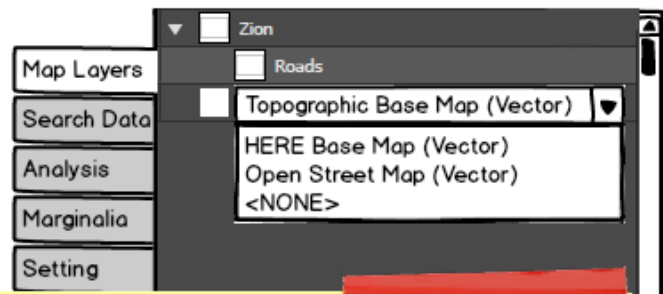 Zion
Roads
Map Layers
Search Data
Analysis
Marginalia
Setting
Topographic Base Map (Vector)
HERE Base Map (Vector)
Open Street Map (Vector)
<NONE>